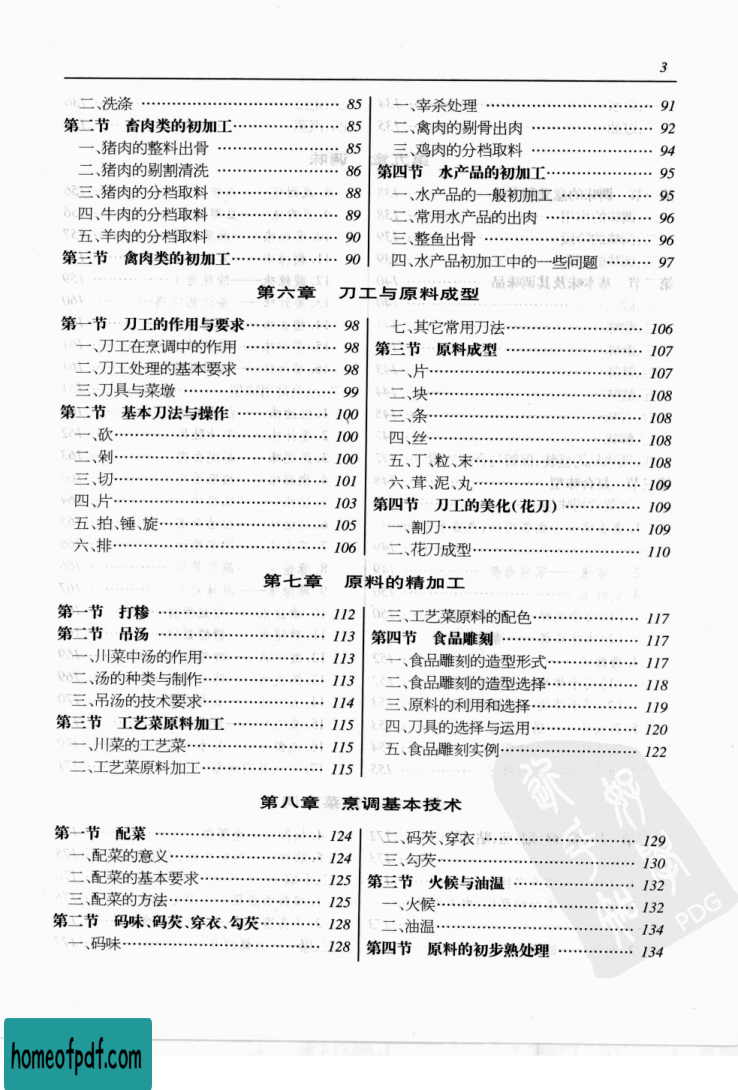 3
二、洗涤 …… 85
第二节 畜肉类的初加工 …… 85
一、猪肉的整料出骨 …… 85
二、猪肉的剔割清洗 …… 86
三、猪肉的分档取料 …… 88
四、牛肉的分档取料 …… 89
五、羊肉的分档取料 …… 90
第三节 禽肉类的初加工 …… 90
一、宰杀处理 …… 91
二、禽肉的剔骨出肉 …… 92
三、鸡肉的分档取料 …… 94
第四节 水产品的初加工 …… 95
一、水产品的一般初加工 …… 95
二、常用水产品的出肉 …… 96
三、整鱼出骨 …… 96
四、水产品初加工中的一些问题 …… 97
第六章 刀工与原料成型
第一节 刀工的作用与要求 …… 98
一、刀工在烹调中的作用 …… 98
二、刀工处理的基本要求 …… 98
三、刀具与菜墩 …… 99
第二节 基本刀法与操作 …… 100
一、砍 …… 100
二、剁 …… 100
三、切 …… 101
四、片 …… 103
五、拍、锤、旋 …… 105
六、排 …… 106
七、其它常用刀法 …… 106
第三节 原料成型 …… 107
一、片 …… 107
二、块 …… 108
三、条 …… 108
四、丝 …… 108
五、丁、粒、末 …… 108
六、茸、泥、丸 …… 109
第四节 刀工的美化(花刀) …… 109
一、剞刀 …… 109
二、花刀成型 …… 110
第七章 原料的精加工
第一节 打糁 …… 112
第二节 吊汤 …… 113
一、川菜中汤的作用 …… 113
二、汤的种类与制作 …… 113
三、吊汤的技术要求 …… 114
第三节 工艺菜原料加工 …… 115
一、川菜的工艺菜 …… 115
二、工艺菜原料加工 …… 115
三、工艺菜原料的配色 …… 117
第四节 食品雕刻 …… 117
一、食品雕刻的造型形式 …… 117
二、食品雕刻的造型选择 …… 118
三、原料的利用和选择 …… 119
四、刀具的选择与运用 …… 120
五、食品雕刻实例 …… 122
第八章 烹调基本技术
第一节 配菜 …… 124
一、配菜的意义 …… 124
二、配菜的基本要求 …… 125
三、配菜的方法 …… 125
第二节 码味、码芡、穿衣、勾芡 …… 128
一、码味 …… 128
二、码芡、穿衣 …… 129
三、勾芡 …… 130
第三节 火候与油温 …… 132
一、火候 …… 132
二、油温 …… 134
第四节 原料的初步熟处理 …… 134
PDG
homeofpdf.com